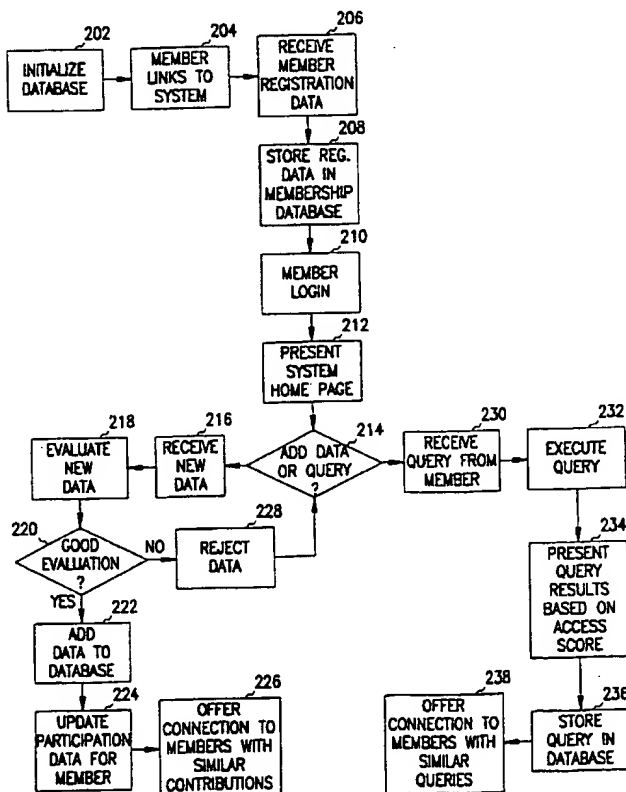 202
INITIALIZE
DATABASE
204
MEMBER
LINKS TO
SYSTEM
206
RECEIVE
MEMBER
REGISTRATION
DATA
208
STORE REG.
DATA IN
MEMBERSHIP
DATABASE
210
MEMBER
LOGIN
212
PRESENT
SYSTEM
HOME PAGE
214
ADD DATA
OR QUERY
?
216
RECEIVE
NEW DATA
218
EVALUATE
NEW
DATA
220
GOOD
EVALUATION
?
NO
YES
228
REJECT
DATA
222
ADD
DATA TO
DATABASE
224
UPDATE
PARTICIPATION
DATA FOR
MEMBER
226
OFFER
CONNECTION TO
MEMBERS WITH
SIMILAR
CONTRIBUTIONS
230
RECEIVE
QUERY FROM
MEMBER
232
EXECUTE
QUERY
234
PRESENT
QUERY
RESULTS
BASED ON
ACCESS
SCORE
236
STORE
QUERY IN
DATABASE
238
OFFER
CONNECTION TO
MEMBERS WITH
SIMILAR
QUERIES